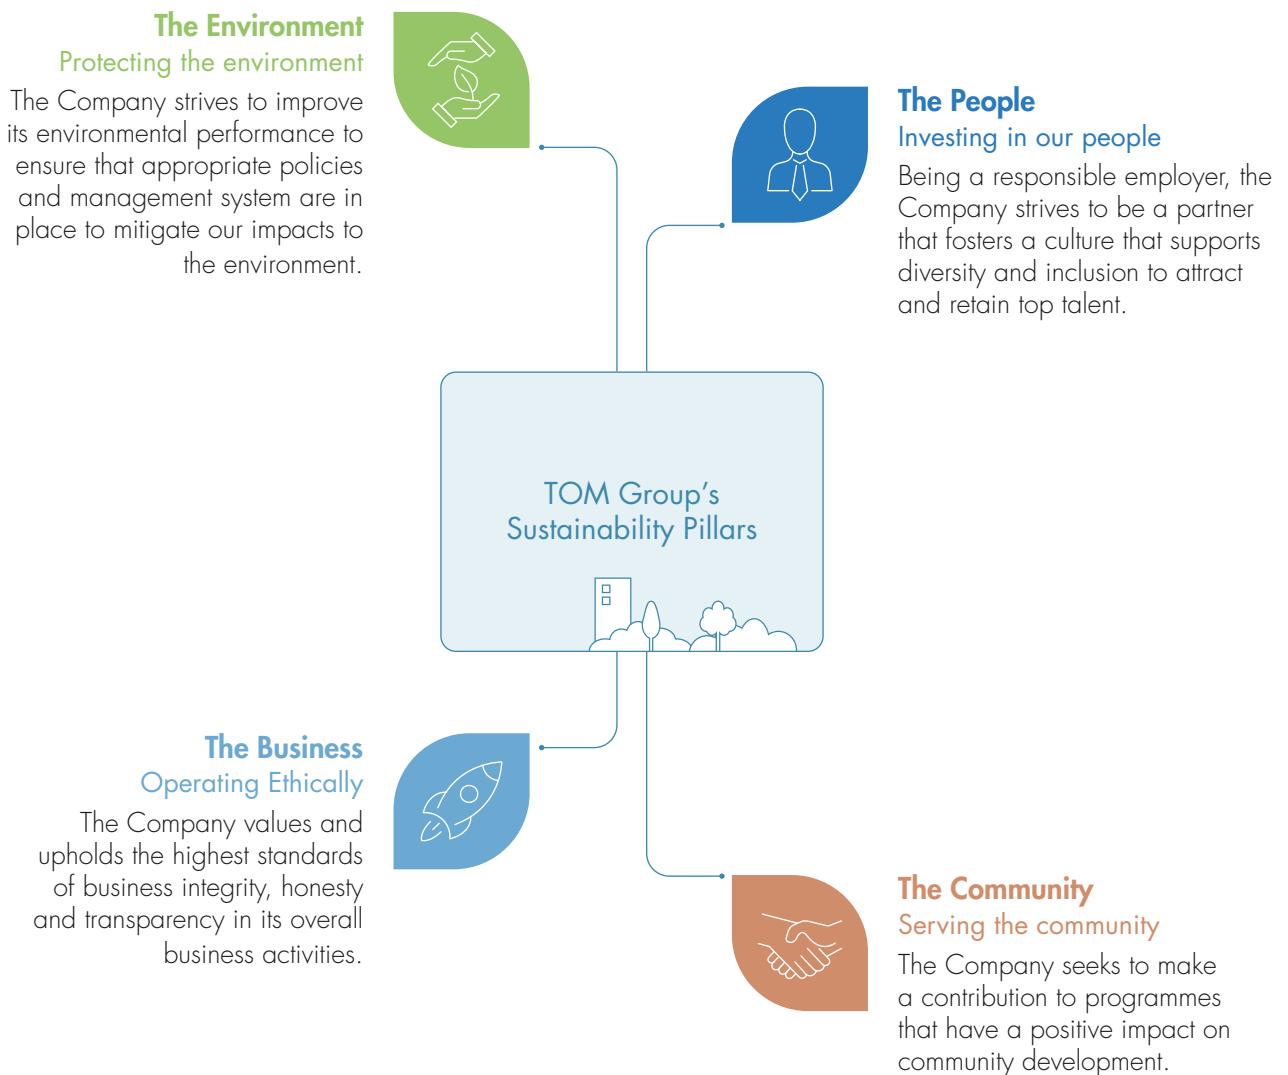 The Environment
Protecting the environment
The Company strives to improve
its environmental performance to
ensure that appropriate policies
and management system are in
place to mitigate our impacts to
the environment.
The People
Investing in our people
Being a responsible employer, the
Company strives to be a partner
that fosters a culture that supports
diversity and inclusion to attract
and retain top talent.
TOM Group’s
Sustainability Pillars
The Business
Operating Ethically
The Company values and
upholds the highest standards
of business integrity, honesty
and transparency in its overall
business activities.
The Community
Serving the community
The Company seeks to make
a contribution to programmes
that have a positive impact on
community development.